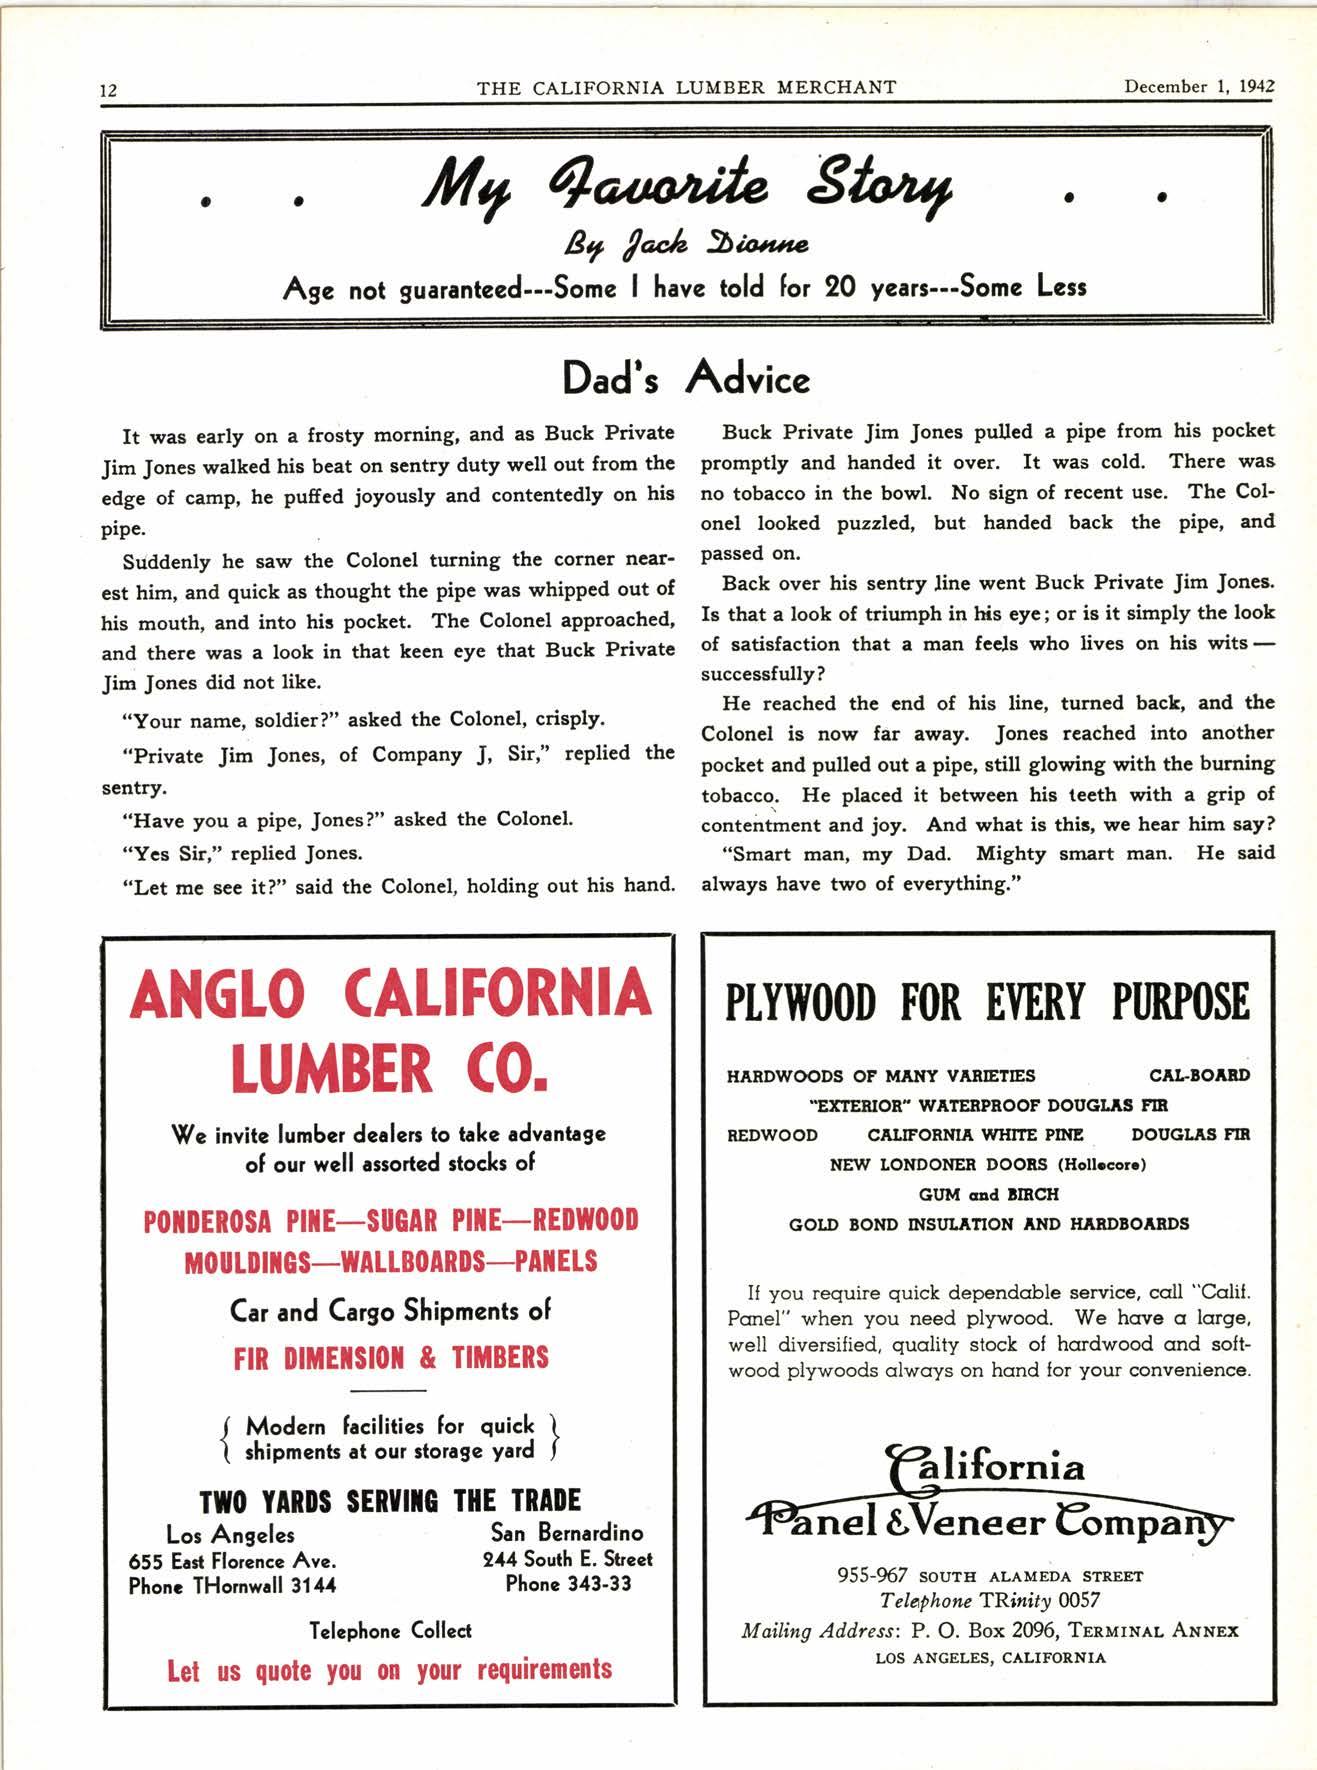 12
THE CALIFORNIA LUMBER MERCHANT
December 1, 1942
My Favorite Story
By Jack Dionne
Age not guaranteed---Some I have told for 20 years---Some Less
Dad's Advice
It was early on a frosty morning, and as Buck Private
Jim Jones walked his beat on sentry duty well out from the
edge of camp, he puffed joyously and contentedly on his
pipe.
Suddenly he saw the Colonel turning the corner near-
est him, and quick as thought the pipe was whipped out of
his mouth, and into his pocket. The Colonel approached,
and there was a look in that keen eye that Buck Private
Jim Jones did not like.
"Your name, soldier?" asked the Colonel, crisply.
"Private Jim Jones, of Company J, Sir," replied the
sentry.
"Have you a pipe, Jones?" asked the Colonel.
"Yes Sir," replied Jones.
"Let me see it?" said the Colonel, holding out his hand.
Buck Private Jim Jones pulled a pipe from his pocket
promptly and handed it over. It was cold. There was
no tobacco in the bowl. No sign of recent use. The Col-
onel looked puzzled, but handed back the pipe, and
passed on.
Back over his sentry line went Buck Private Jim Jones.
Is that a look of triumph in his eye; or is it simply the look
of satisfaction that a man feels who lives on his wits —
successfully?
He reached the end of his line, turned back, and the
Colonel is now far away. Jones reached into another
pocket and pulled out a pipe, still glowing with the burning
tobacco. He placed it between his teeth with a grip of
contentment and joy. And what is this, we hear him say?
"Smart man, my Dad. Mighty smart man. He said
always have two of everything."
ANGLO CALIFORNIA
LUMBER CO.
We invite lumber dealers to take advantage
of our well assorted stocks of
PONDEROSA PINE—SUGAR PINE—REDWOOD
MOULDINGS—WALLBOARDS—PANELS
Car and Cargo Shipments of
FIR DIMENSION & TIMBERS
{ Modern facilities for quick
shipments at our storage yard }
TWO YARDS SERVING THE TRADE
Los Angeles
655 East Florence Ave.
Phone THornwall 3144
San Bernardino
244 South E. Street
Phone 343-33
Telephone Collect
Let us quote you on your requirements
PLYWOOD FOR EVERY PURPOSE
HARDWOODS OF MANY VARIETIES CAL-BOARD
"EXTERIOR" WATERPROOF DOUGLAS FIR
REDWOOD CALIFORNIA WHITE PINE DOUGLAS FIR
NEW LONDONER DOORS (Hollocore)
GUM and BIRCH
GOLD BOND INSULATION AND HARDBOARDS
If you require quick dependable service, call "Calif.
Panel" when you need plywood. We have a large,
well diversified, quality stock of hardwood and soft-
wood plywoods always on hand for your convenience.
California
Panel & Veneer Company
955-967 SOUTH ALAMEDA STREET
Telephone TRinity 0057
Mailing Address: P. O. Box 2096, TERMINAL ANNEX
LOS ANGELES, CALIFORNIA